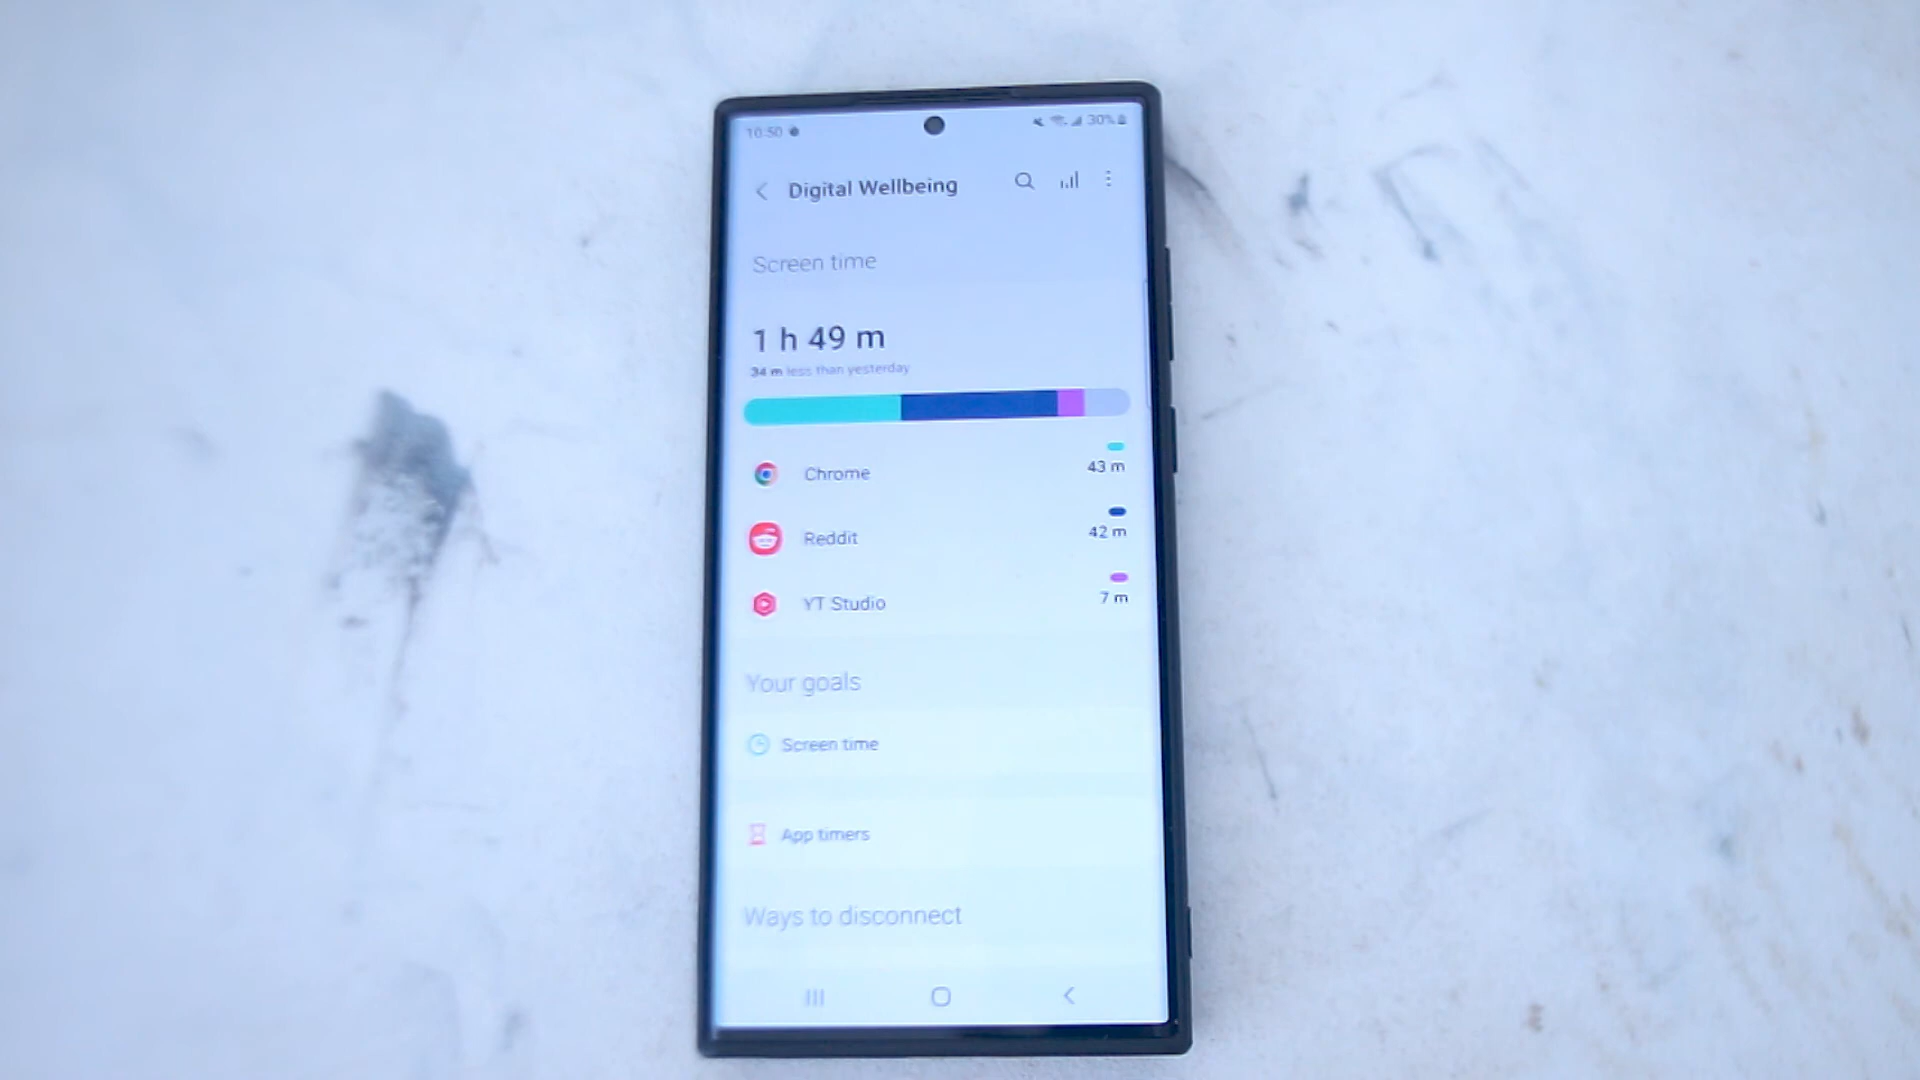 10:50 30%
Digital Wellbeing
Screen time
1 h 49 m
34 m less than yesterday
Chrome 43 m
Reddit 42 m
YT Studio 7 m
Your goals
Screen time
App timers
Ways to disconnect